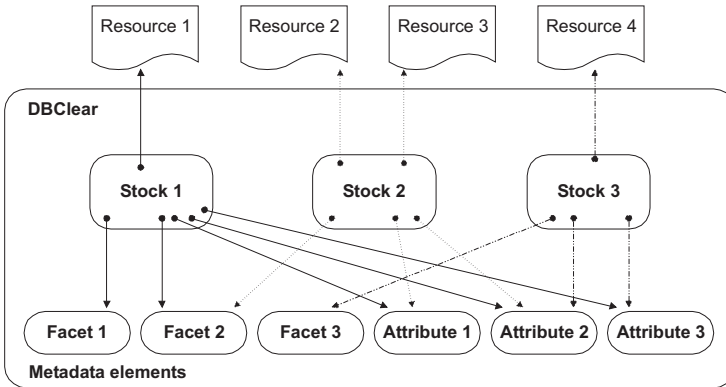 Resource 1
Resource 2
Resource 3
Resource 4
DBClear
Stock 1
Stock 2
Stock 3
Facet 1
Facet 2
Facet 3
Attribute 1
Attribute 2
Attribute 3
Metadata elements